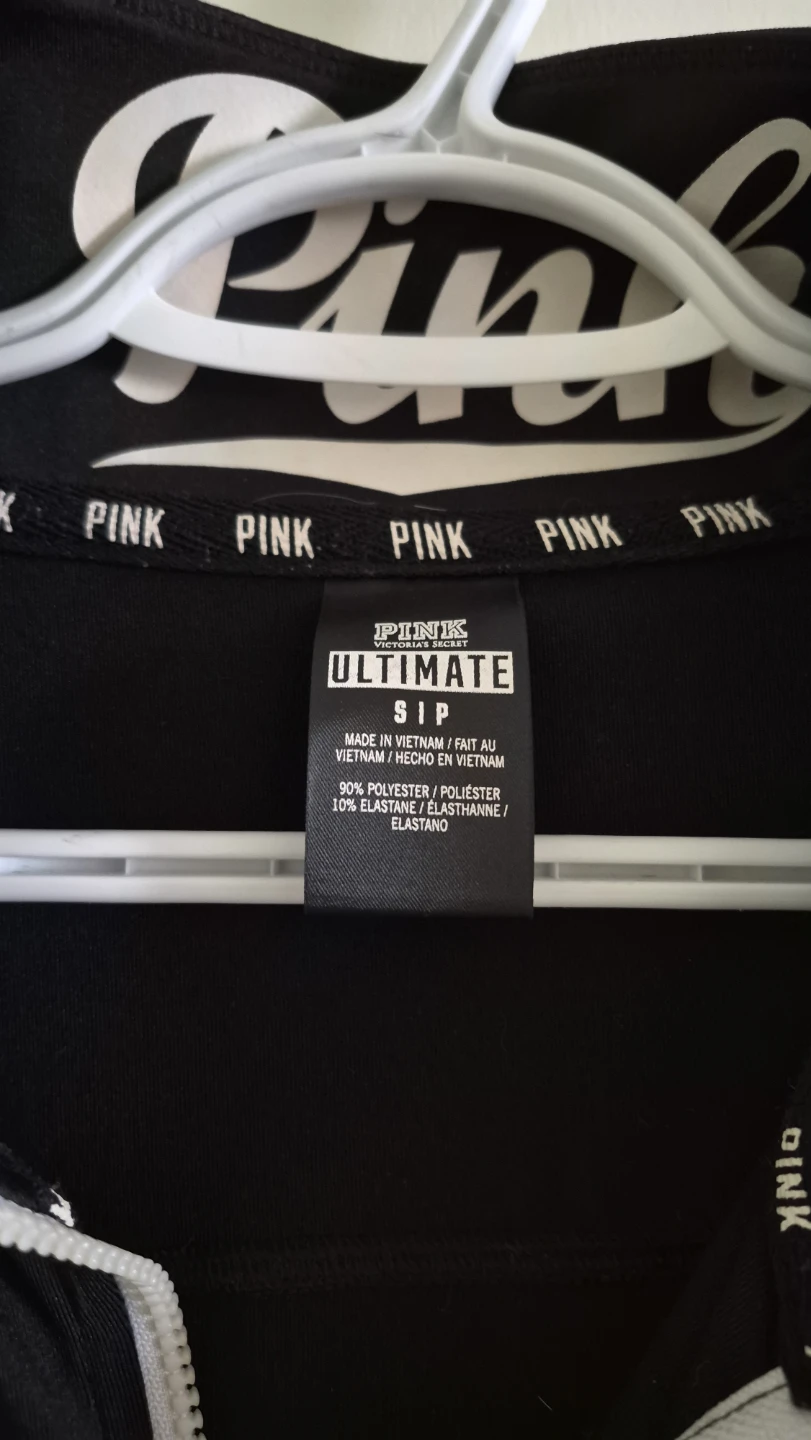 Pink
K PINK PINK PINK PINK PINK
PINK
VICTORIA'S SECRET
ULTIMATE
S | P
MADE IN VIETNAM / FAIT AU
VIETNAM / HECHO EN VIETNAM
90% POLYESTER / POLIÉSTER
10% ELASTANE / ÉLASTHANNE /
ELASTANO
PINK